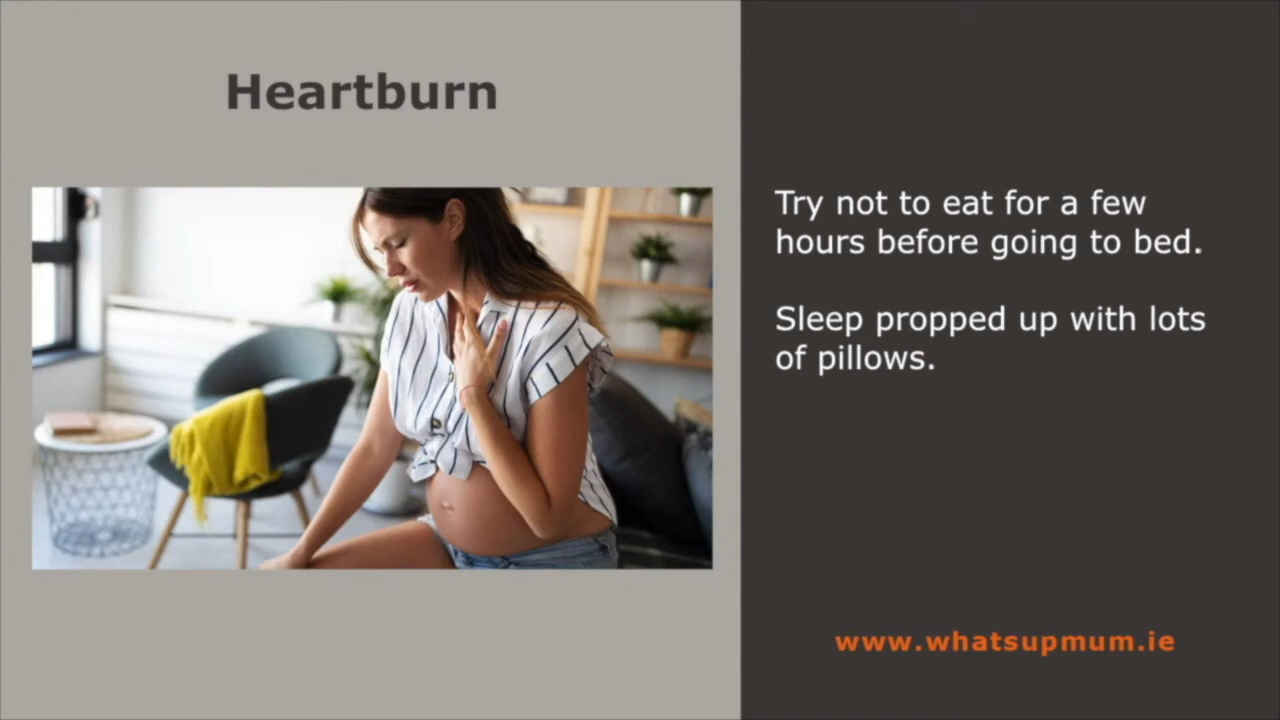 Heartburn
Try not to eat for a few
hours before going to bed.
Sleep propped up with lots
of pillows.
www.whatsupmum.ie